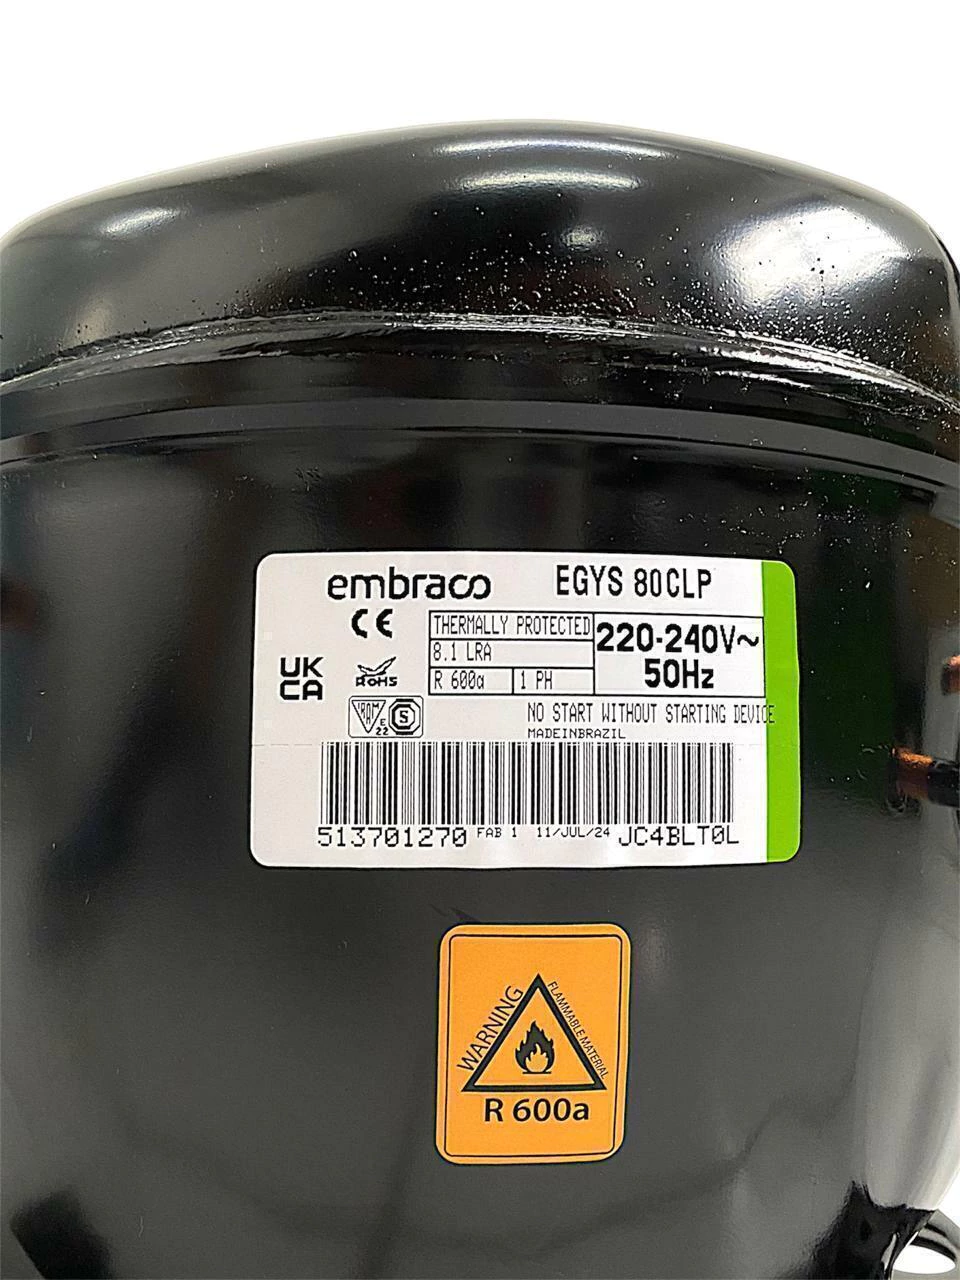 embraco EGYS 80CLP
CE
THERMALLY PROTECTED
8.1 LRA
R 600a 1 PH
220-240V~
50Hz
UK
CA
ROHS
E
22
S
NO START WITHOUT STARTING DEVICE
MADEINBRAZIL
513701270 FAB 1 11/JUL/24 JC4BLT0L
WARNING
FLAMMABLE MATERIAL
R 600a